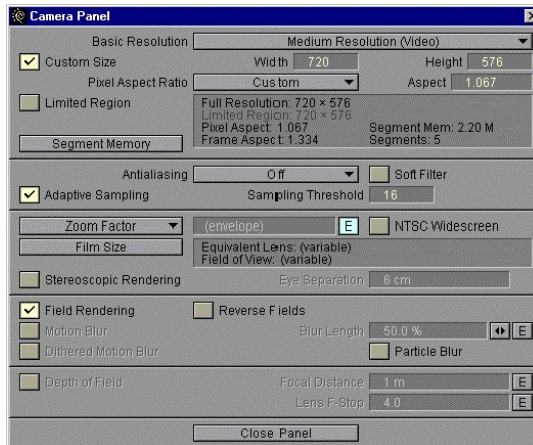 Camera Panel
Basic Resolution Medium Resolution (Video)
Custom Size Width 720 Height 576
Pixel Aspect Ratio Custom Aspect 1.067
Limited Region Full Resolution: 720 × 576
Limited Region: 720 × 576
Pixel Aspect: 1.067 Segment Mem: 2.20 M
Segment Memory Frame Aspect: 1.334 Segments: 5
Antialiasing Off Soft Filter
Adaptive Sampling Sampling Threshold 16
Zoom Factor (envelope) E NTSC Widescreen
Film Size Equivalent Lens: (variable)
Field of View: (variable)
Stereoscopic Rendering Eye Separation 6 cm
Field Rendering Reverse Fields
Motion Blur Blur Length 50.0 % E
Dithered Motion Blur Particle Blur
Depth of Field Focal Distance 1 m E
Lens F-Stop 4.0 E
Close Panel